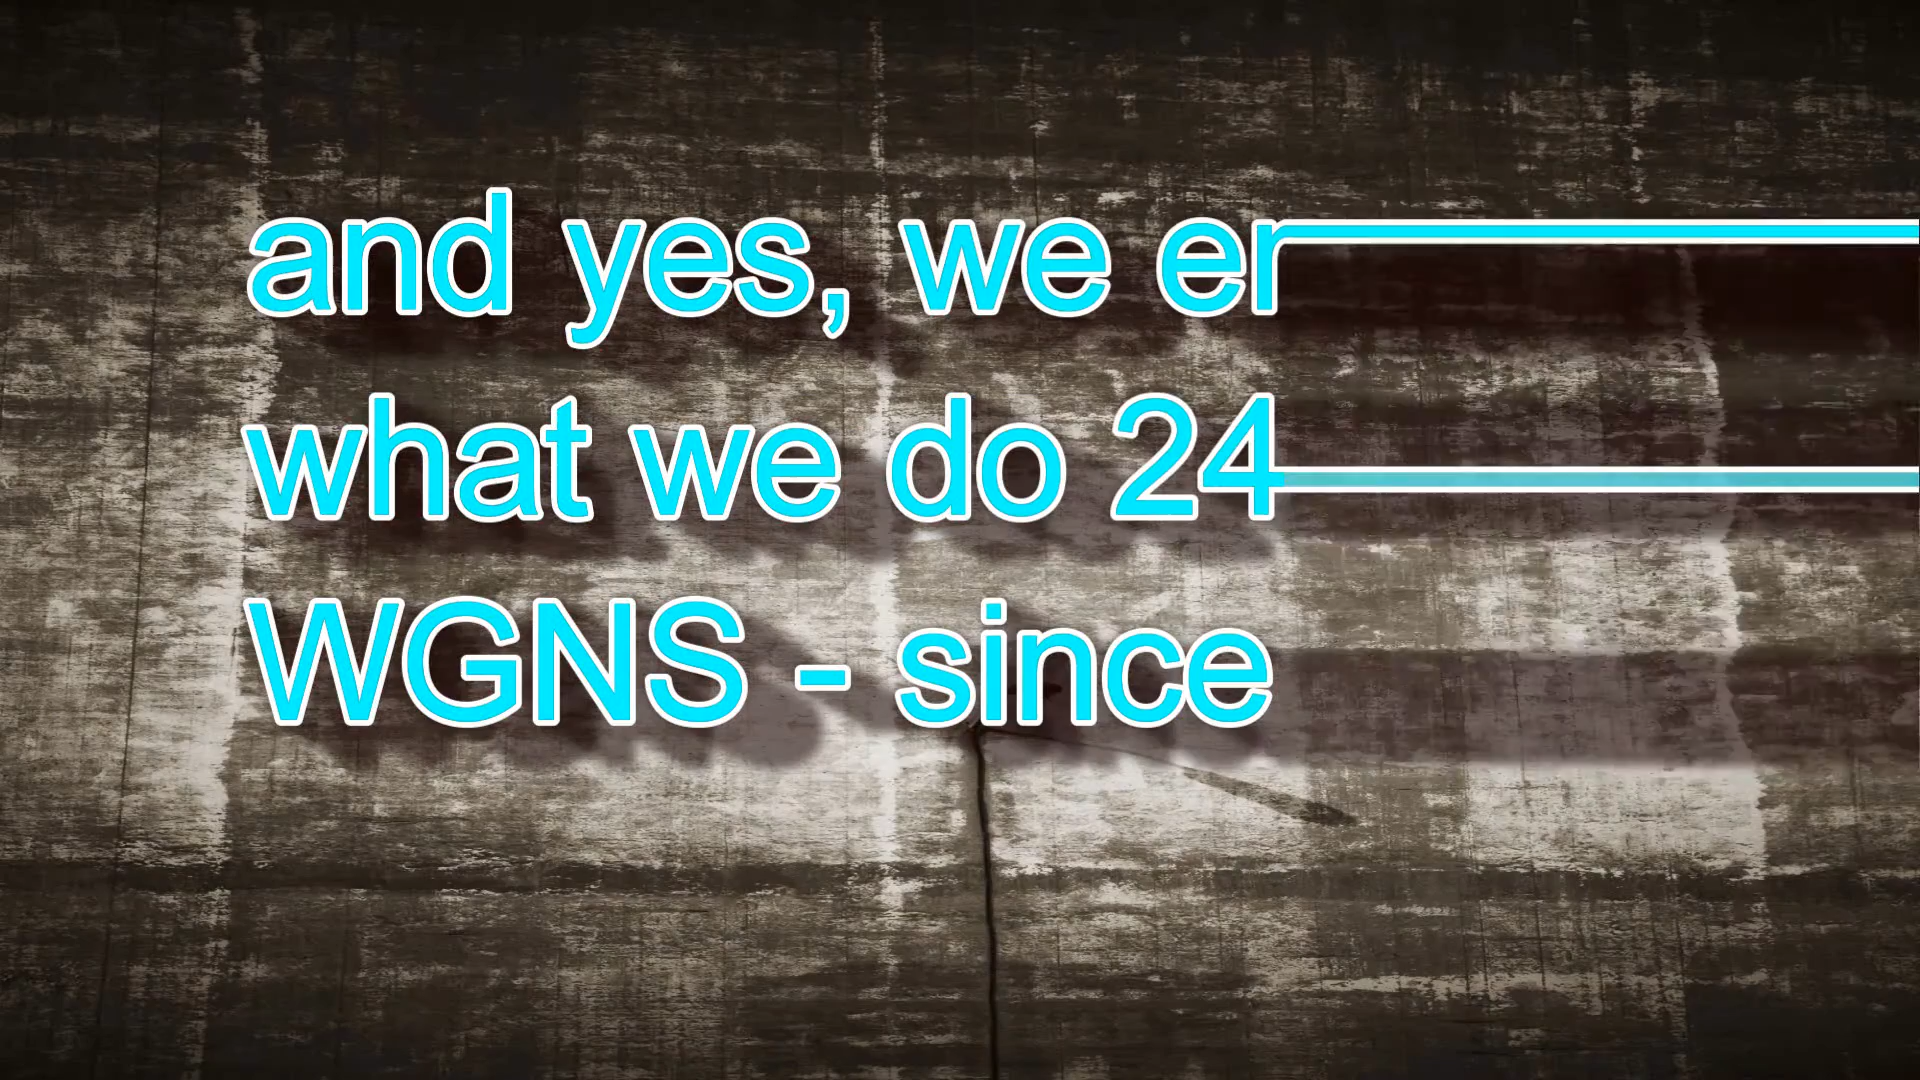 and yes, we er
what we do 24
WGNS - since